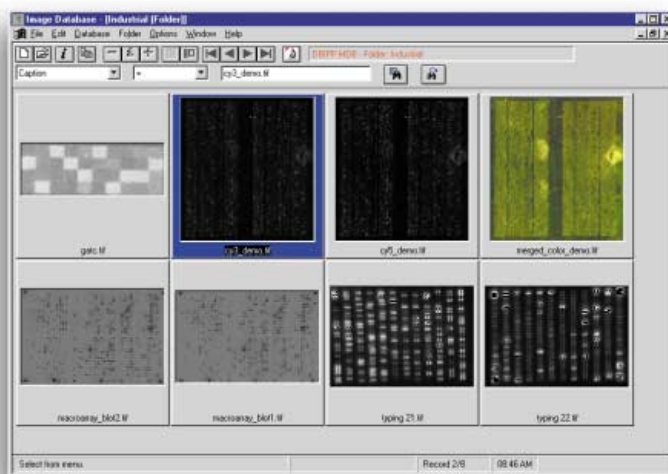 Image Database - [Industrial (Folder)]
File Edit Database Folder Options Window Help
Folder: Industrial
Caption = cy3_demo.tif
gatc.tif cy3_demo.tif cy5_demo.tif merged_color_demo.tif
macroarray_blot2.tif macroarray_blot1.tif typing 21.tif typing 22.tif
Select from menu. Record 2/8 08:46 AM